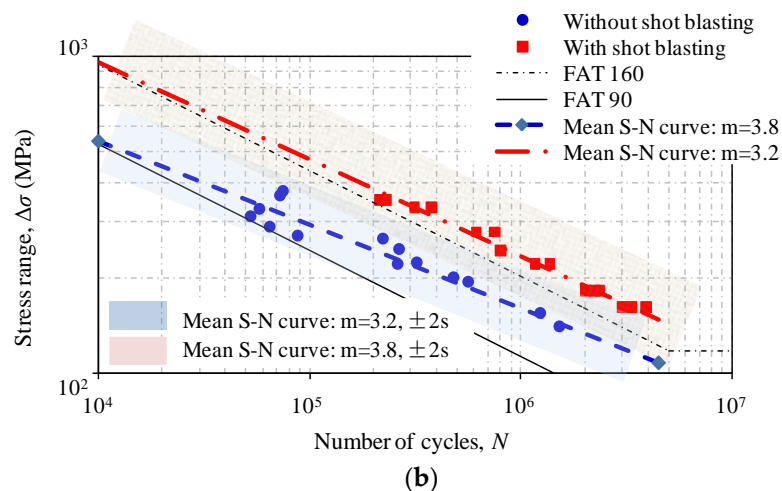 Without shot blasting
With shot blasting
FAT 160
FAT 90
Mean S-N curve: m=3.8
Mean S-N curve: m=3.2
10³
Stress range, Δσ (MPa)
Mean S-N curve: m=3.2, ±2s
Mean S-N curve: m=3.8, ±2s
10²
10⁴ 10⁵ 10⁶ 10⁷
Number of cycles, N
(b)